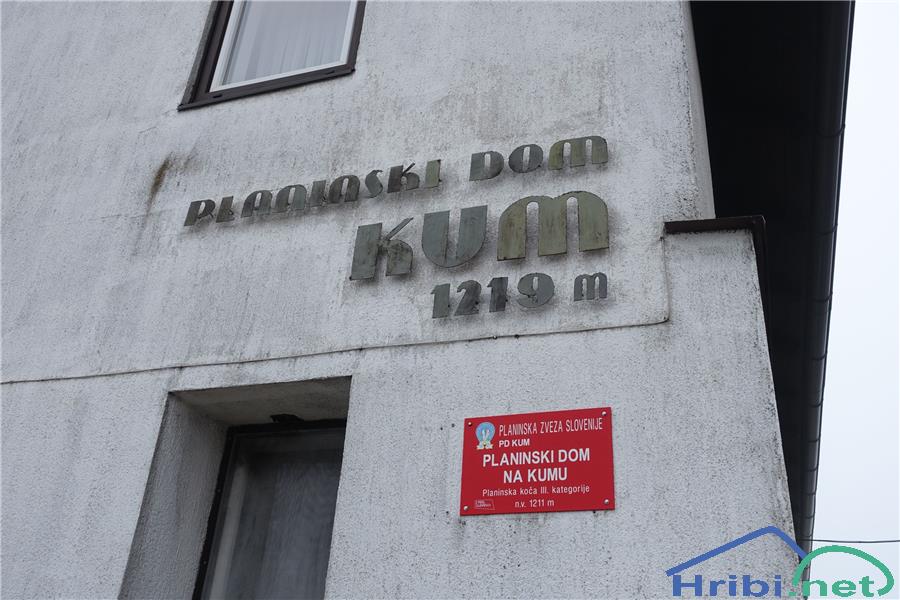 PLANINSKI DOM
KUM
1219 m
PLANINSKA ZVEZA SLOVENIJE
PD KUM
PLANINSKI DOM
NA KUMU
Planinska koča III. kategorije
n.v. 1211 m
Hribi.net